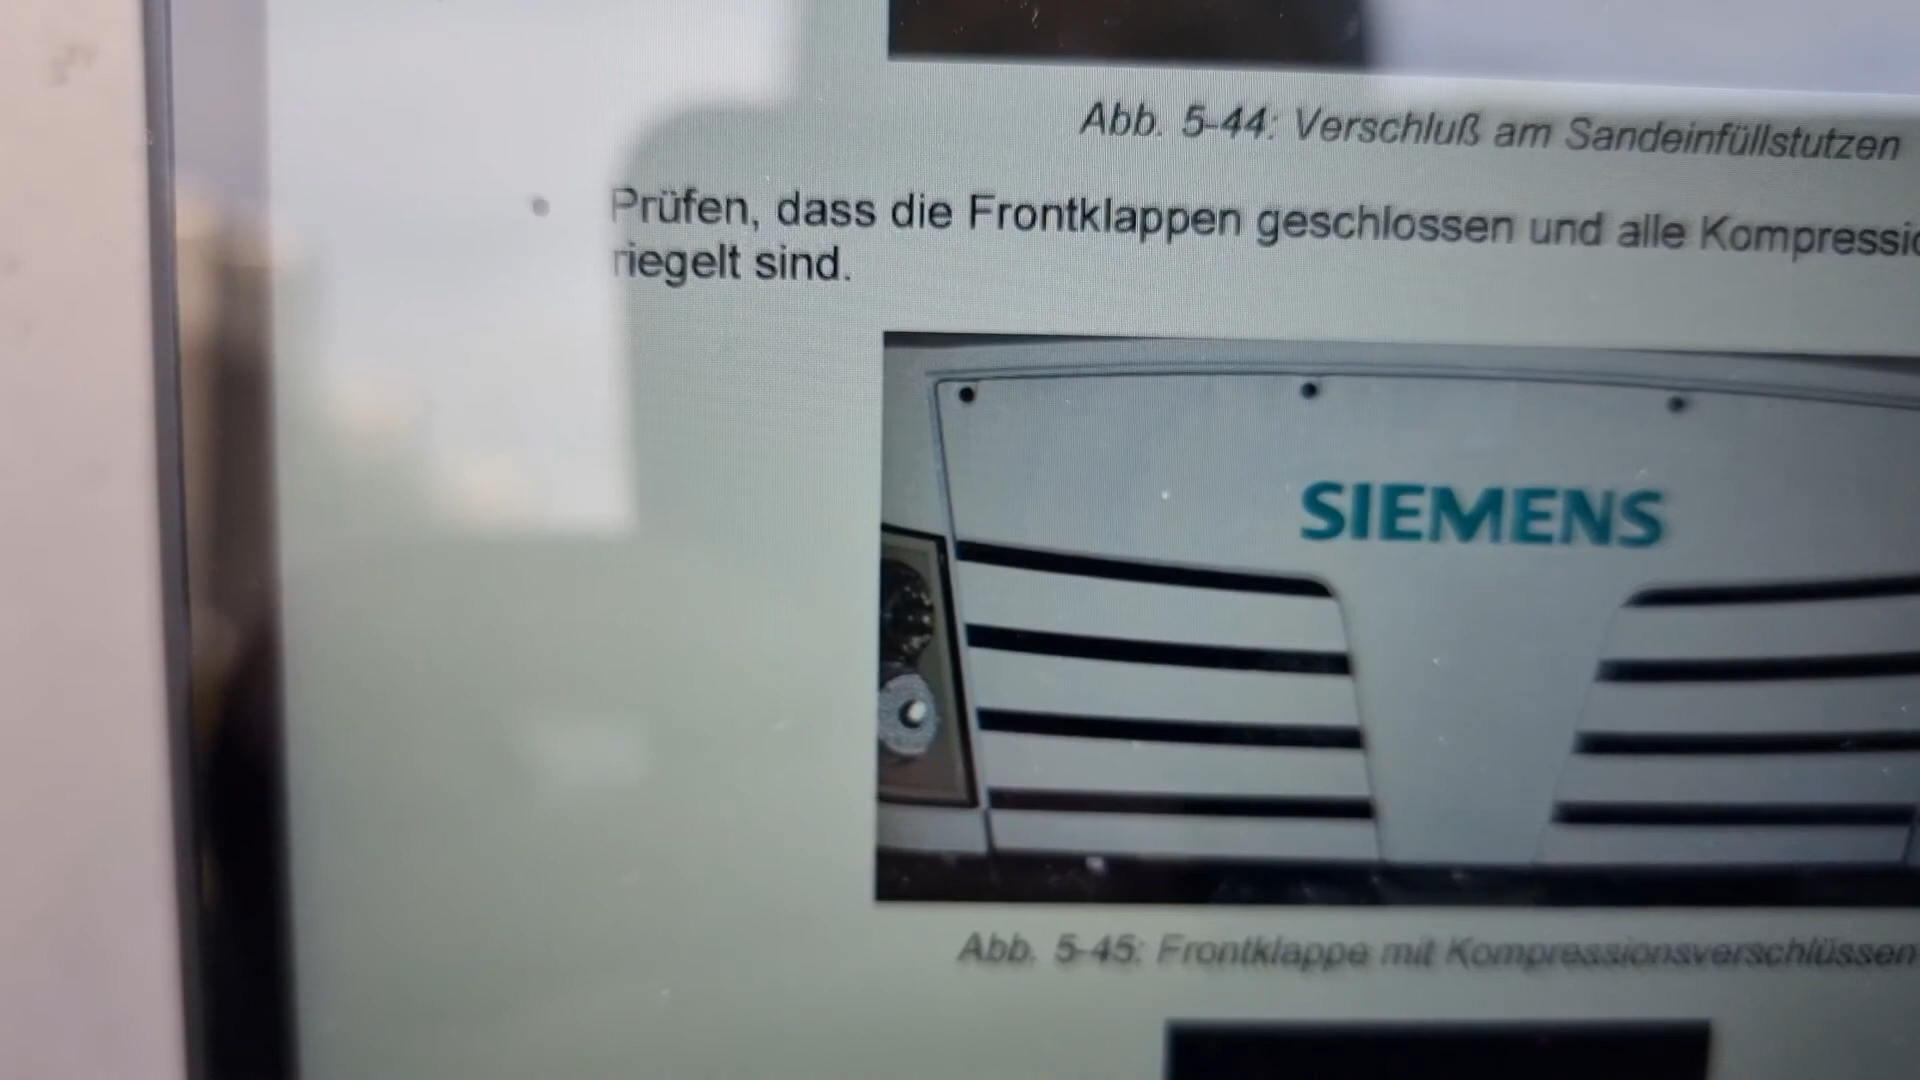 Abb. 5-44: Verschluß am Sandeinfüllstutzen
Prüfen, dass die Frontklappen geschlossen und alle Kompressio
riegelt sind.
SIEMENS
Abb. 5-45: Frontklappe mit Kompressionsverschlüssen